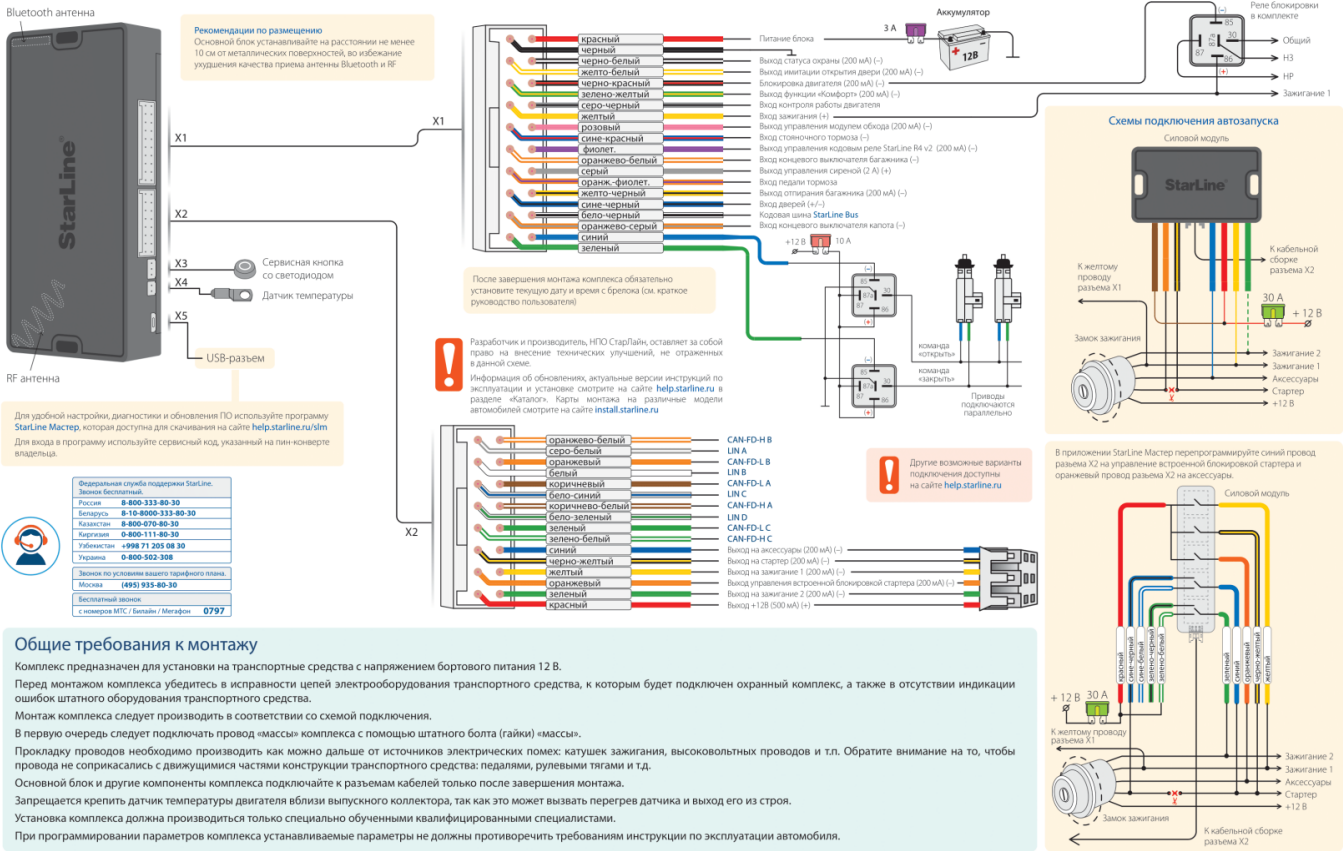 Bluetooth антенна
StarLine
RF антенна
Рекомендации по размещению
Основной блок устанавливайте на расстоянии не менее
10 см от металлических поверхностей, во избежание
ухудшения качества приема антенны Bluetooth и RF
X1
X2
X3
Сервисная кнопка
со светодиодом
X4
Датчик температуры
X5
USB-разъем
Для удобной настройки, диагностики и обновления ПО используйте программу
StarLine Мастер, которая доступна для скачивания на сайте help.starline.ru/slm
Для входа в программу используйте сервисный код, указанный на пин-конверте
владельца.
Федеральная служба поддержки StarLine.
Звонок бесплатный.
Россия 8-800-333-80-30
Беларусь 8-10-8000-333-80-30
Казахстан 8-800-070-80-30
Киргизия 0-800-111-80-30
Узбекистан +998 71 205 08 30
Украина 0-800-502-308
Звонок по условиям вашего тарифного плана.
Москва (495) 935-80-30
Бесплатный звонок
с номеров МТС / Билайн / Мегафон 0797
X1
красный Питание блока
черный
черно-белый Выход статуса охраны (200 мА) (–)
желто-белый Выход имитации открытия двери (200 мА) (–)
черно-красный Блокировка двигателя (200 мА) (–)
зелено-желтый Выход функции «Комфорт» (200 мА) (–)
серо-черный Вход контроля работы двигателя
желтый Вход зажигания (+)
розовый Выход управления модулем обхода (200 мА) (–)
сине-красный Вход стояночного тормоза (–)
фиолет. Выход управления кодовым реле StarLine R4 v2 (200 мА) (–)
оранжево-белый Вход концевого выключателя багажника (–)
серый Выход управления сиреной (2 А) (+)
оранж.-фиолет. Вход педали тормоза
желто-черный Выход отпирания багажника (200 мА) (–)
сине-черный Вход дверей (+/–)
бело-черный Кодовая шина StarLine Bus
оранжево-серый Вход концевого выключателя капота (–)
синий
зеленый
3 А
Аккумулятор
12В
Реле блокировки
в комплекте
(–)
85
87а
30
87
86
(+)
Общий
НЗ
НР
Зажигание 1
После завершения монтажа комплекса обязательно
установите текущую дату и время с брелока (см. краткое
руководство пользователя)
+12 В
10 А
(–)
85
30
87а
87
86
(+)
(–)
85
30
87а
87
86
(+)
команда
«открыть»
команда
«закрыть»
Приводы
подключаются
параллельно
Разработчик и производитель, НПО СтарЛайн, оставляет за собой
право на внесение технических улучшений, не отраженных
в данной схеме.
Информация об обновлениях, актуальные версии инструкций по
эксплуатации и установке смотрите на сайте help.starline.ru в
разделе «Каталог». Карты монтажа на различные модели
автомобилей смотрите на сайте install.starline.ru
X2
оранжево-белый CAN-FD-H B
серо-белый LIN A
оранжевый CAN-FD-L B
белый LIN B
коричневый CAN-FD-L A
бело-синий LIN C
коричнево-белый CAN-FD-H A
бело-зеленый LIN D
зеленый CAN-FD-L C
зелено-белый CAN-FD-H C
синий Выход на аксессуары (200 мА) (–)
черно-желтый Выход на стартер (200 мА) (–)
желтый Выход на зажигание 1 (200 мА) (–)
оранжевый Выход управления встроенной блокировкой стартера (200 мА) (–)
зеленый Выход на зажигание 2 (200 мА) (–)
красный Выход +12В (500 мА) (+)
Другие возможные варианты
подключения доступны
на сайте help.starline.ru
Схемы подключения автозапуска
Силовой модуль
StarLine
К кабельной
сборке
разъема X2
К желтому
проводу
разъема X1
30 А
+ 12 В
Замок зажигания
Зажигание 2
Зажигание 1
Аксессуары
Стартер
+12 В
В приложении StarLine Мастер перепрограммируйте синий провод
разъема X2 на управление встроенной блокировкой стартера и
оранжевый провод разъема X2 на аксессуары.
Силовой модуль
красный
сине-черный
сине-белый
зелено-черный
зелено-белый
зеленый
синий
оранжевый
черно-желтый
желтый
+ 12 В
30 А
К желтому проводу
разъема X1
Зажигание 2
Зажигание 1
Аксессуары
Стартер
+12 В
Замок зажигания
К кабельной сборке
разъема X2
Общие требования к монтажу
Комплекс предназначен для установки на транспортные средства с напряжением бортового питания 12 В.
Перед монтажом комплекса убедитесь в исправности цепей электрооборудования транспортного средства, к которым будет подключен охранный комплекс, а также в отсутствии индикации
ошибок штатного оборудования транспортного средства.
Монтаж комплекса следует производить в соответствии со схемой подключения.
В первую очередь следует подключать провод «массы» комплекса с помощью штатного болта (гайки) «массы».
Прокладку проводов необходимо производить как можно дальше от источников электрических помех: катушек зажигания, высоковольтных проводов и т.п. Обратите внимание на то, чтобы
провода не соприкасались с движущимися частями конструкции транспортного средства: педалями, рулевыми тягами и т.д.
Основной блок и другие компоненты комплекса подключайте к разъемам кабелей только после завершения монтажа.
Запрещается крепить датчик температуры двигателя вблизи выпускного коллектора, так как это может вызвать перегрев датчика и выход его из строя.
Установка комплекса должна производиться только специально обученными квалифицированными специалистами.
При программировании параметров комплекса устанавливаемые параметры не должны противоречить требованиям инструкции по эксплуатации автомобиля.